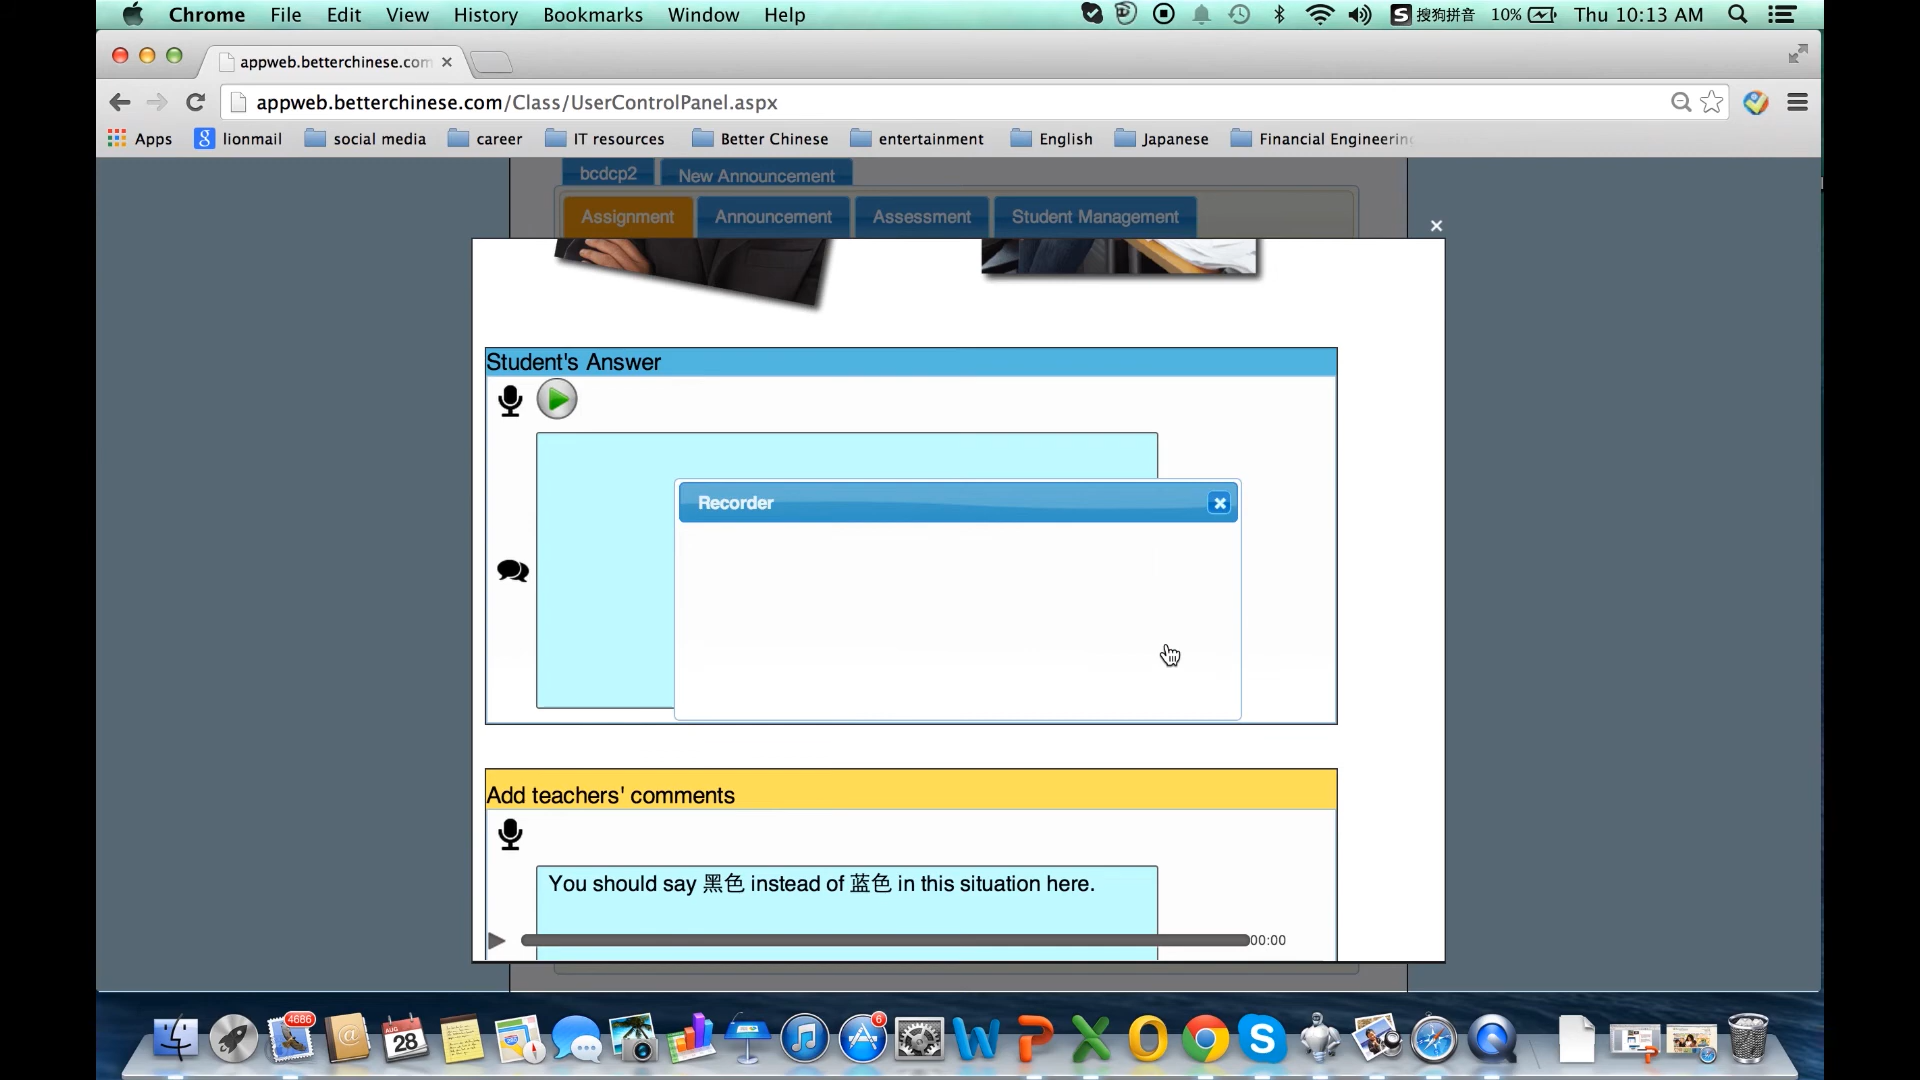 Chrome File Edit View History Bookmarks Window Help S 搜狗拼音 10% Thu 10:13 AM
appweb.betterchinese.com
appweb.betterchinese.com/Class/UserControlPanel.aspx
Apps 8 lionmail social media career IT resources Better Chinese entertainment English Japanese Financial Engineering
bcdcp2 New Announcement
Assignment Announcement Assessment Student Management
Student's Answer
Recorder
Add teachers' comments
You should say 黑色 instead of 蓝色 in this situation here.
00:00
4686
AUG
28
6